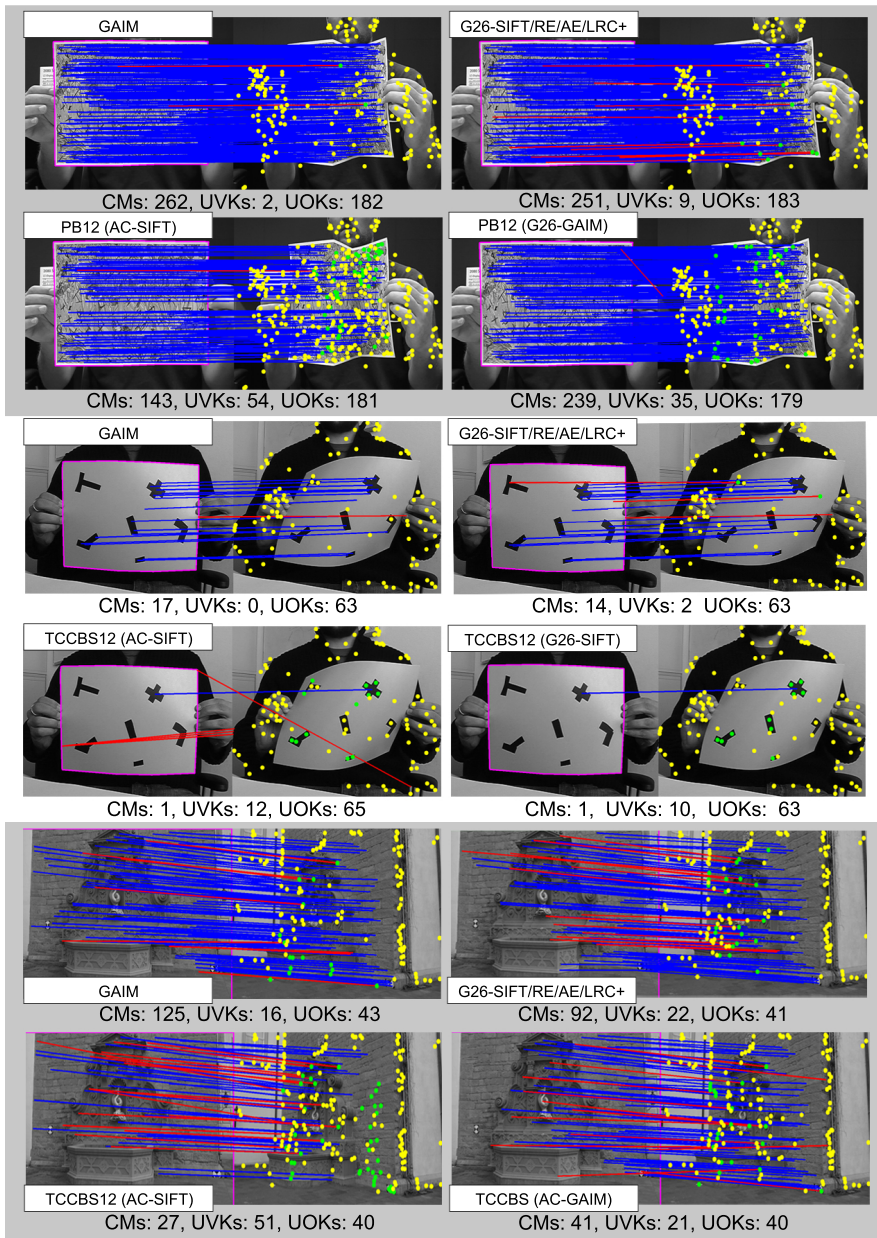 GAIM
G26-SIFT/RE/AE/LRC+
CMs: 262, UVKs: 2, UOKs: 182
CMs: 251, UVKs: 9, UOKs: 183
PB12 (AC-SIFT)
PB12 (G26-GAIM)
CMs: 143, UVKs: 54, UOKs: 181
CMs: 239, UVKs: 35, UOKs: 179
GAIM
G26-SIFT/RE/AE/LRC+
CMs: 17, UVKs: 0, UOKs: 63
CMs: 14, UVKs: 2 UOKs: 63
TCCBS12 (AC-SIFT)
TCCBS12 (G26-SIFT)
CMs: 1, UVKs: 12, UOKs: 65
CMs: 1, UVKs: 10, UOKs: 63
GAIM
G26-SIFT/RE/AE/LRC+
CMs: 125, UVKs: 16, UOKs: 43
CMs: 92, UVKs: 22, UOKs: 41
TCCBS12 (AC-SIFT)
TCCBS (AC-GAIM)
CMs: 27, UVKs: 51, UOKs: 40
CMs: 41, UVKs: 21, UOKs: 40